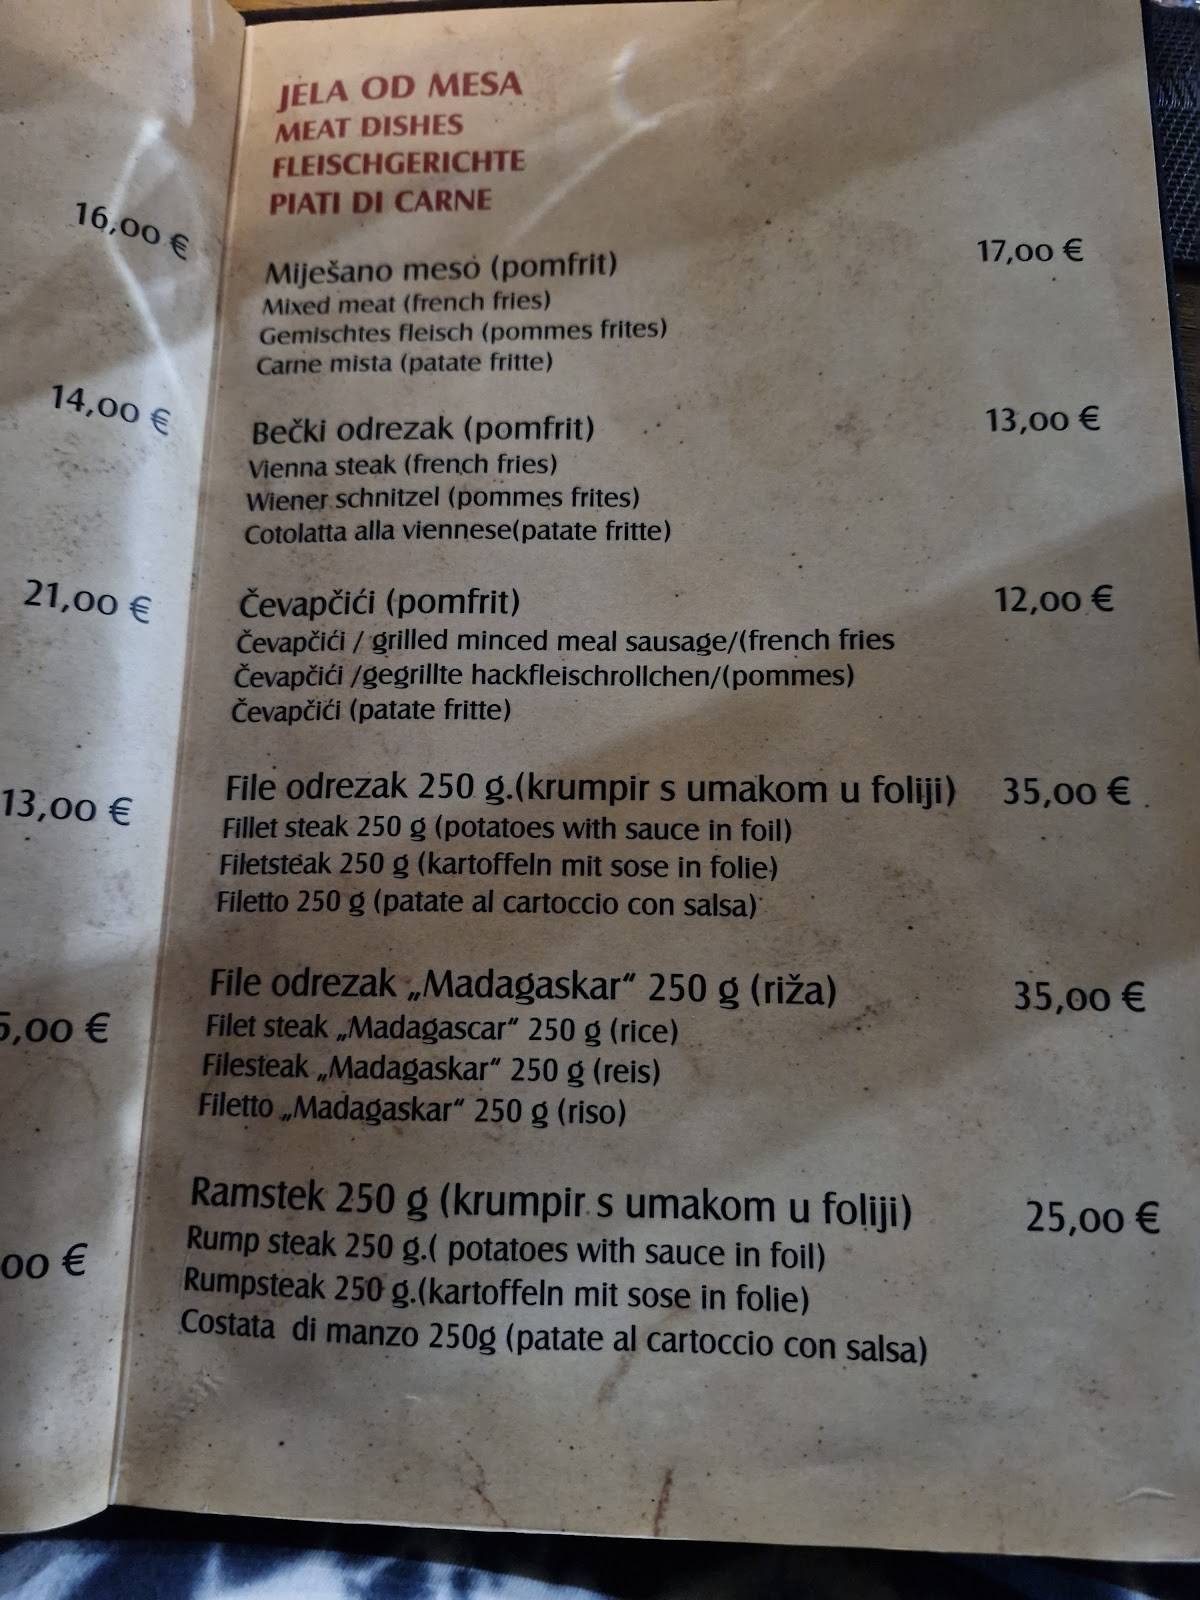 16,00 €
14,00 €
21,00 €
13,00 €
5,00 €
00 €
JELA OD MESA
MEAT DISHES
FLEISCHGERICHTE
PIATI DI CARNE
Miješano meso (pomfrit) 17,00 €
Mixed meat (french fries)
Gemischtes fleisch (pommes frites)
Carne mista (patate fritte)
Bečki odrezak (pomfrit) 13,00 €
Vienna steak (french fries)
Wiener schnitzel (pommes frites)
Cotolatta alla viennese(patate fritte)
Čevapčići (pomfrit) 12,00 €
Čevapčići / grilled minced meal sausage/(french fries
Čevapčići /gegrillte hackfleischrollchen/(pommes)
Čevapčići (patate fritte)
File odrezak 250 g.(krumpir s umakom u foliji) 35,00 €
Fillet steak 250 g (potatoes with sauce in foil)
Filetsteak 250 g (kartoffeln mit sose in folie)
Filetto 250 g (patate al cartoccio con salsa)
File odrezak „Madagaskar“ 250 g (riža) 35,00 €
Filet steak „Madagascar“ 250 g (rice)
Filesteak „Madagaskar“ 250 g (reis)
Filetto „Madagaskar“ 250 g (riso)
Ramstek 250 g (krumpir s umakom u foliji) 25,00 €
Rump steak 250 g.( potatoes with sauce in foil)
Rumpsteak 250 g.(kartoffeln mit sose in folie)
Costata di manzo 250g (patate al cartoccio con salsa)